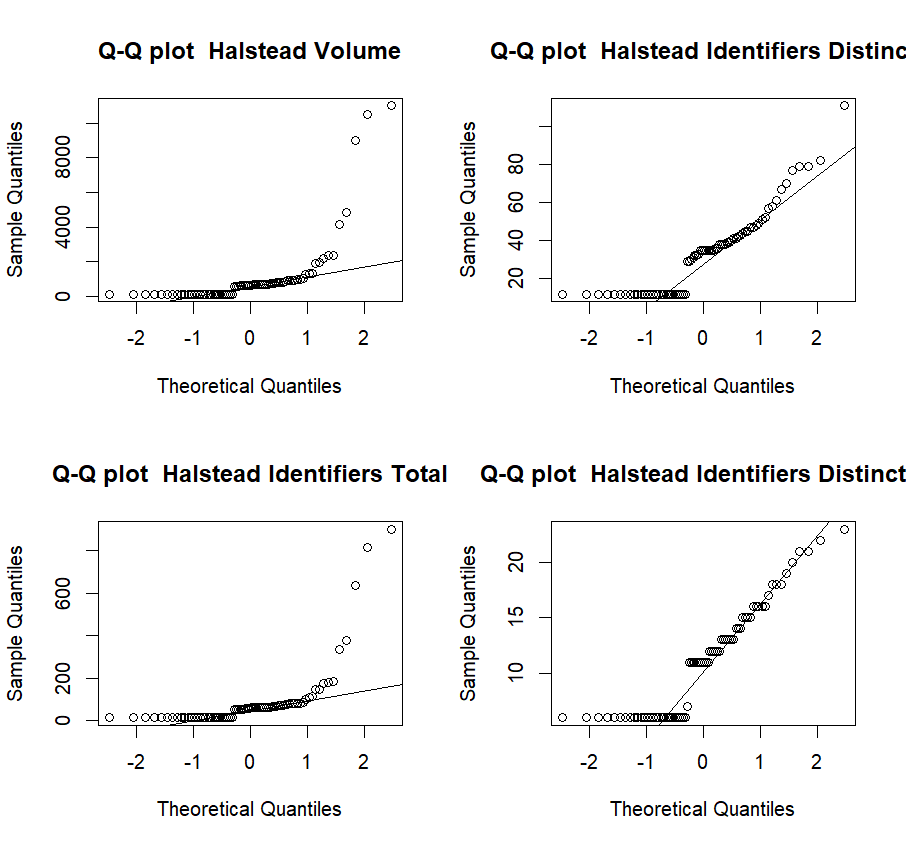 Q-Q plot  Halstead Volume
Sample Quantiles
0 4000 8000
-2 -1 0 1 2
Theoretical Quantiles
Q-Q plot  Halstead Identifiers Distinc
Sample Quantiles
20 40 60 80
-2 -1 0 1 2
Theoretical Quantiles
Q-Q plot  Halstead Identifiers Total
Sample Quantiles
0 200 600
-2 -1 0 1 2
Theoretical Quantiles
Q-Q plot  Halstead Identifiers Distinct
Sample Quantiles
10 15 20
-2 -1 0 1 2
Theoretical Quantiles